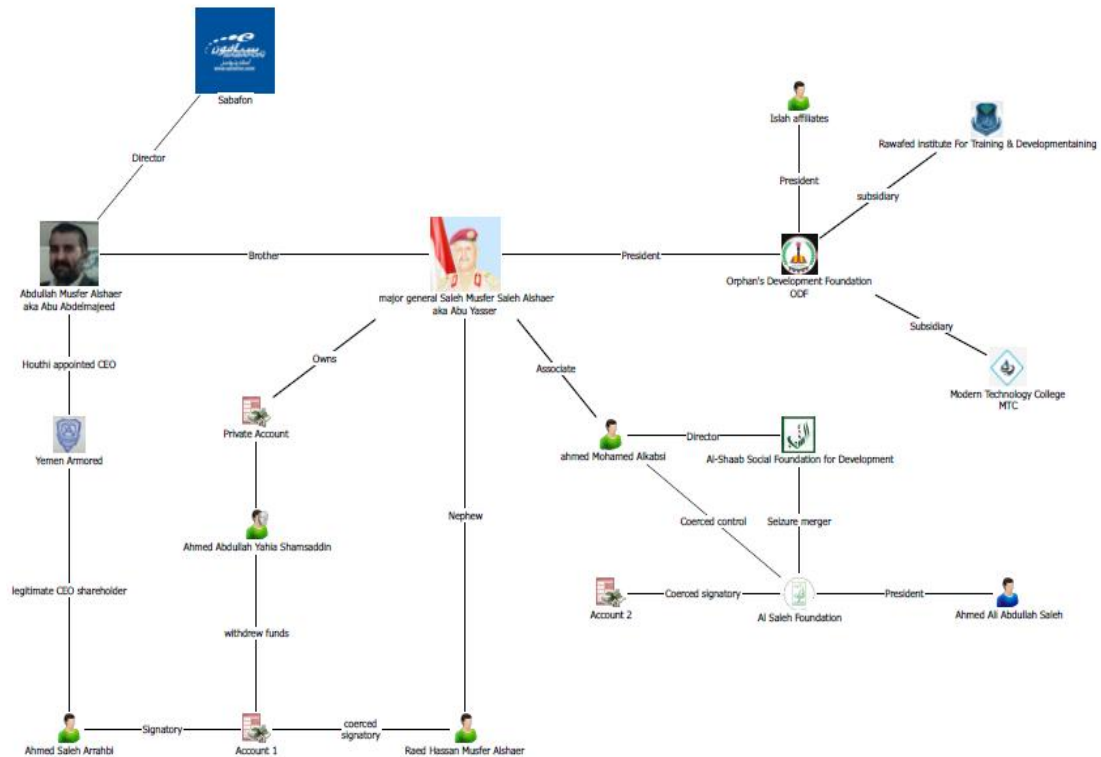 سبأفون
www.sabafon.com
Sabafon
Director
Islah affiliates
Rawafed institute For Training & Developmentaining
President
subsidiary
Brother
President
Abdullah Musfer Alshaer
aka Abu Abdelmajeed
major general Saleh Musfer Saleh Alshaer
aka Abu Yasser
Orphan's Development Foundation
ODF
Houthi appointed CEO
Owns
Associate
Subsidiary
Modern Technology College
MTC
Yemen Armored
Private Account
ahmed Mohamed Alkabsi
Director
Al-Shaab Social Foundation for Development
Nephew
Coerced control
Seizure merger
Ahmed Abdullah Yahia Shamsaddin
legitimate CEO shareholder
Account 2
Coerced signatory
Al Saleh Foundation
President
Ahmed Ali Abdullah Saleh
withdrew funds
Ahmed Saleh Arrahbi
Signatory
Account 1
coerced
signatory
Raed Hassan Musfer Alshaer